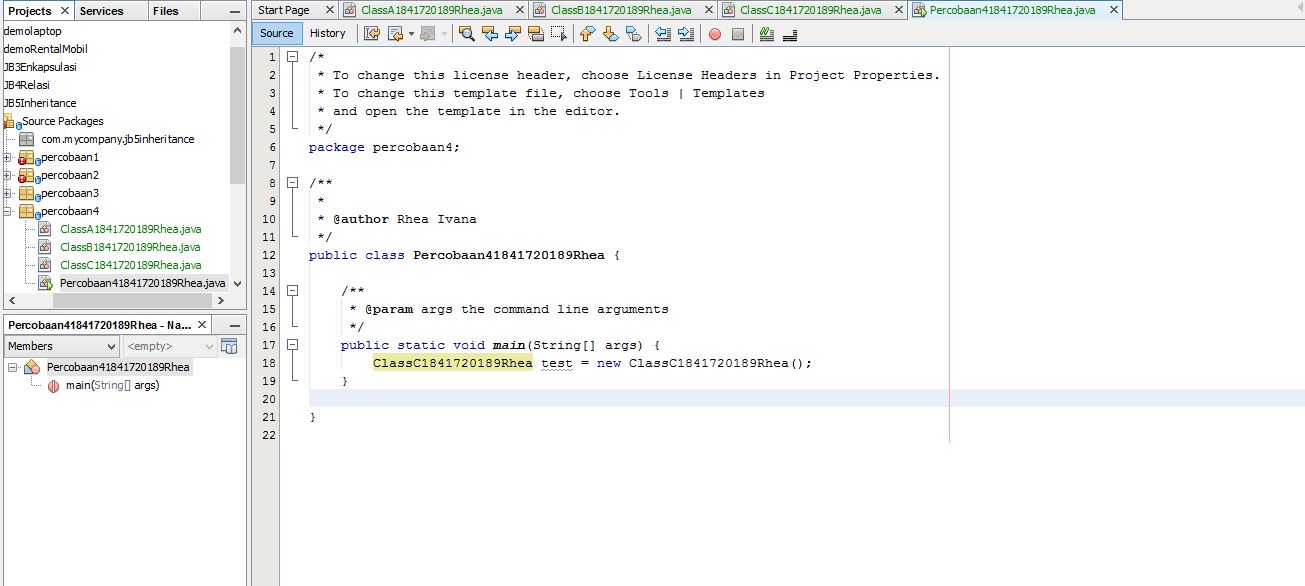 Projects Services Files
demolaptop
demoRentalMobil
JB3Enkapsulasi
JB4Relasi
JB5Inheritance
Source Packages
com.mycompany.jb5inheritance
percobaan1
percobaan2
percobaan3
percobaan4
ClassA1841720189Rhea.java
ClassB1841720189Rhea.java
ClassC1841720189Rhea.java
Percobaan41841720189Rhea.java
Percobaan41841720189Rhea - Na...
Members <empty>
Percobaan41841720189Rhea
main(String[] args)
Start Page ClassA1841720189Rhea.java ClassB1841720189Rhea.java ClassC1841720189Rhea.java Percobaan41841720189Rhea.java
Source History
1 /*
2 * To change this license header, choose License Headers in Project Properties.
3 * To change this template file, choose Tools | Templates
4 * and open the template in the editor.
5 */
6 package percobaan4;
7
8 /**
9 *
10 * @author Rhea Ivana
11 */
12 public class Percobaan41841720189Rhea {
13
14 /**
15 * @param args the command line arguments
16 */
17 public static void main(String[] args) {
18 ClassC1841720189Rhea test = new ClassC1841720189Rhea();
19 }
20
21 }
22